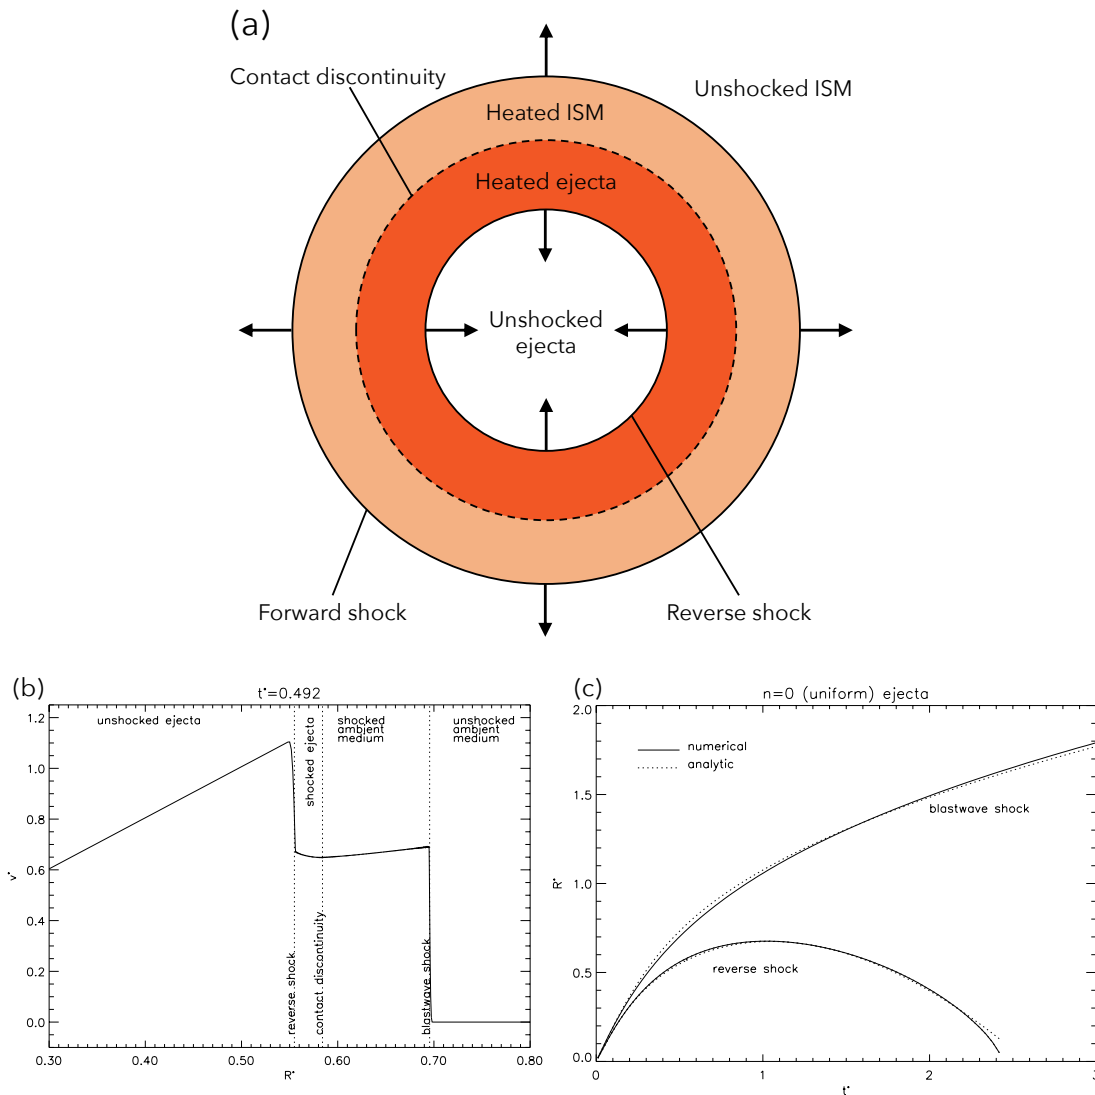 (a)
Contact discontinuity
Unshocked ISM
Heated ISM
Heated ejecta
Unshocked
ejecta
Forward shock
Reverse shock
(b)
t*=0.492
unshocked ejecta
shocked ejecta
shocked
ambient
medium
unshocked
ambient
medium
reverse shock
contact discontinuity
blastwave shock
1.2
1.0
0.8
0.6
0.4
0.2
0.0
v*
0.30
0.40
0.50
0.60
0.70
0.80
R*
(c)
n=0 (uniform) ejecta
numerical
analytic
blastwave shock
reverse shock
2.0
1.5
1.0
0.5
0.0
R*
0
1
2
3
t*